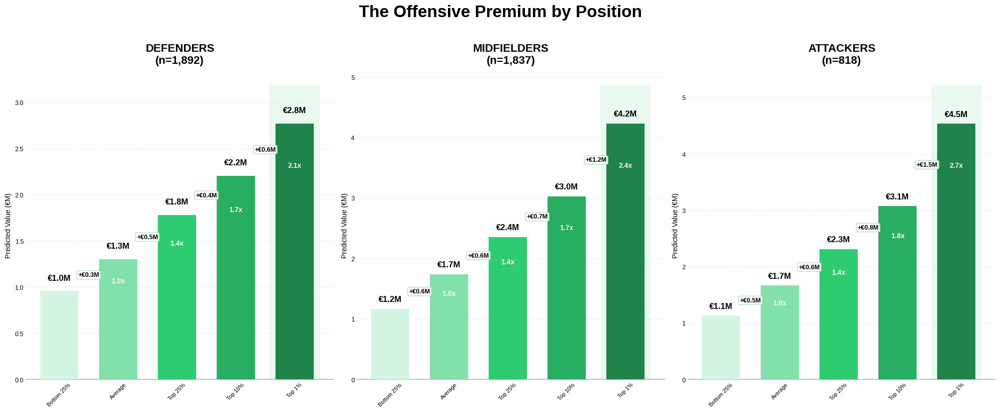 The Offensive Premium by Position
DEFENDERS
(n=1,892)
Predicted Value (€M)
3.0
2.5
2.0
1.5
1.0
0.5
0.0
€1.0M
+€0.3M
€1.3M
1.0x
+€0.5M
€1.8M
1.4x
+€0.4M
€2.2M
1.7x
+€0.6M
€2.8M
2.1x
Bottom 25%
Average
Top 25%
Top 10%
Top 1%
MIDFIELDERS
(n=1,837)
Predicted Value (€M)
5
4
3
2
1
0
€1.2M
+€0.6M
€1.7M
1.0x
+€0.6M
€2.4M
1.4x
+€0.7M
€3.0M
1.7x
+€1.2M
€4.2M
2.4x
Bottom 25%
Average
Top 25%
Top 10%
Top 1%
ATTACKERS
(n=818)
Predicted Value (€M)
5
4
3
2
1
0
€1.1M
+€0.5M
€1.7M
1.0x
+€0.6M
€2.3M
1.4x
+€0.8M
€3.1M
1.8x
+€1.5M
€4.5M
2.7x
Bottom 25%
Average
Top 25%
Top 10%
Top 1%